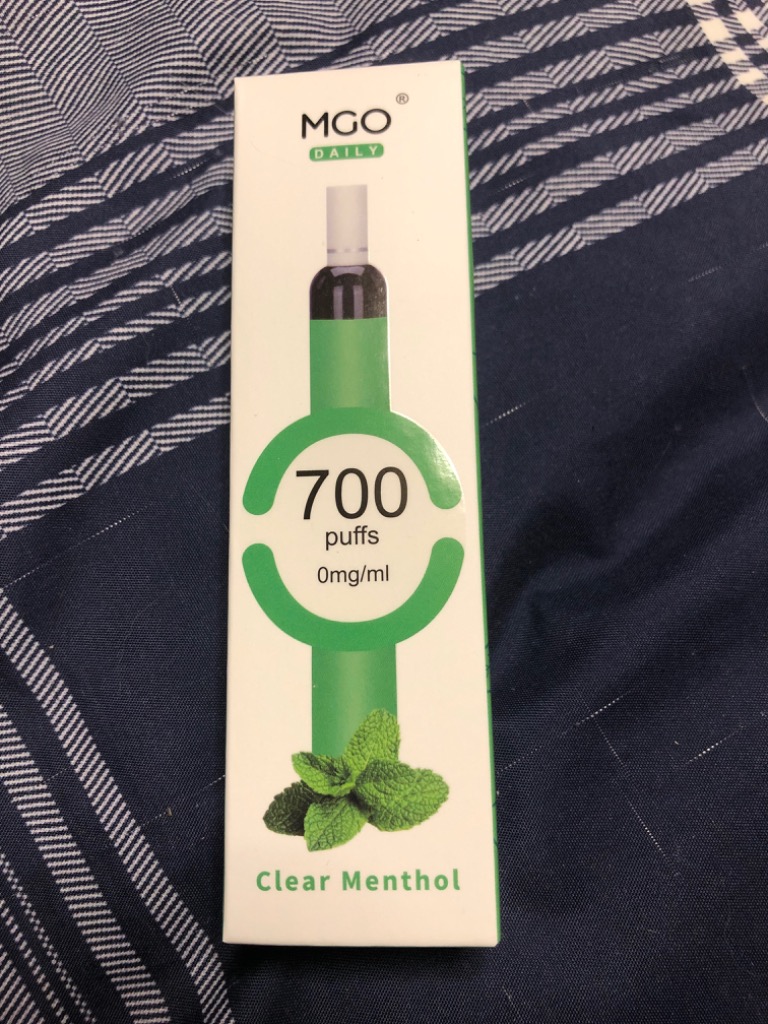 MGO®
DAILY
700
puffs
0mg/ml
Clear Menthol